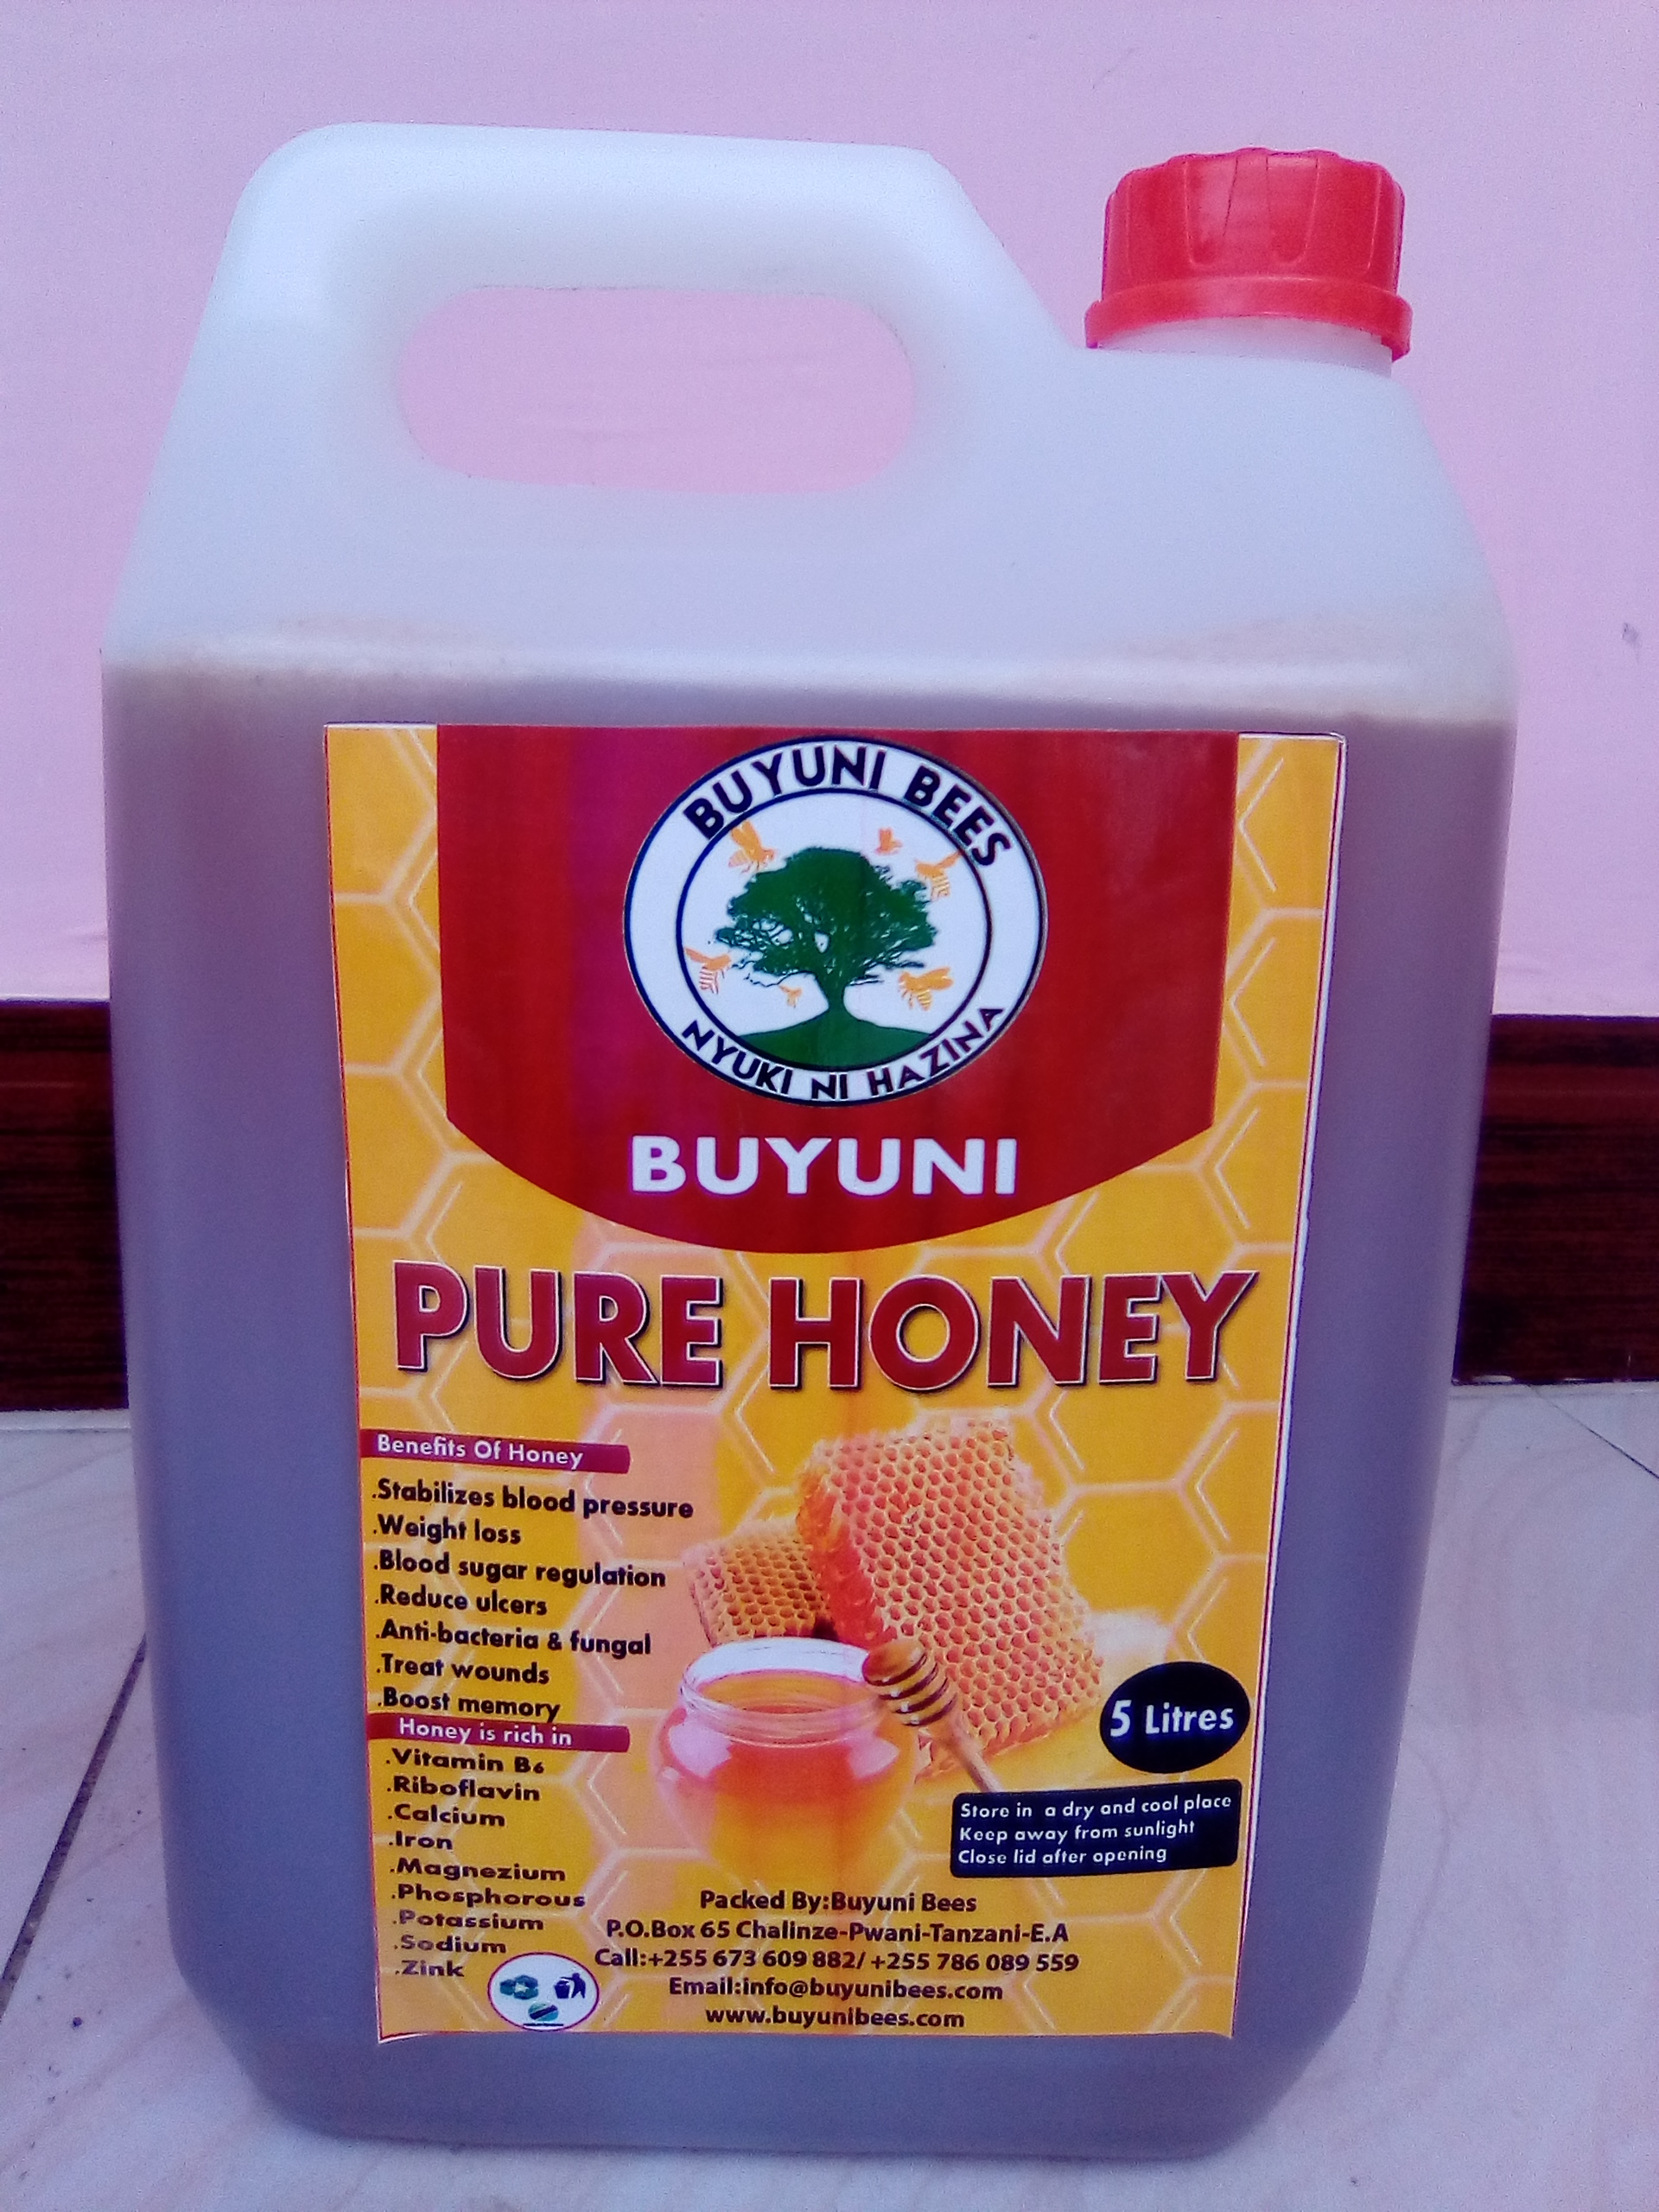 BUYUNI BEES
NYUKI NI HAZINA
BUYUNI
PURE HONEY
Benefits Of Honey
.Stabilizes blood pressure
.Weight loss
.Blood sugar regulation
.Reduce ulcers
.Anti-bacteria & fungal
.Treat wounds
.Boost memory
Honey is rich in
.Vitamin B6
.Riboflavin
.Calcium
.Iron
.Magnezium
.Phosphorous
.Potassium
.Sodium
.Zink
5 Litres
Store in a dry and cool place
Keep away from sunlight
Close lid after opening
Packed By:Buyuni Bees
P.O.Box 65 Chalinze-Pwani-Tanzani-E.A
Call:+255 673 609 882/ +255 786 089 559
Email:info@buyunibees.com
www.buyunibees.com